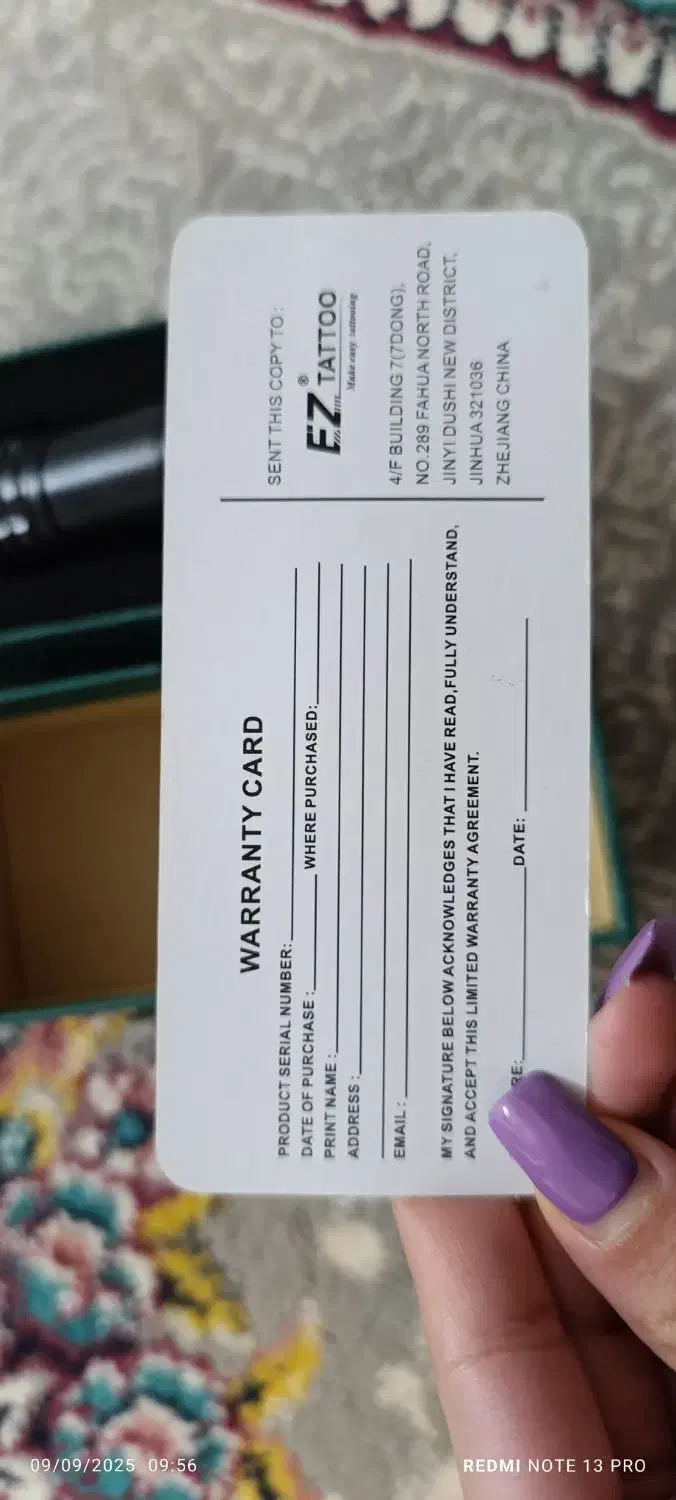 WARRANTY CARD
PRODUCT SERIAL NUMBER:
DATE OF PURCHASE : WHERE PURCHASED:
PRINT NAME :
ADDRESS :
EMAIL :
MY SIGNATURE BELOW ACKNOWLEDGES THAT I HAVE READ,FULLY UNDERSTAND,
AND ACCEPT THIS LIMITED WARRANTY AGREEMENT.
RE: DATE:
SENT THIS COPY TO :
EZ® TATTOO
Make easy tattooing
4/F BUILDING 7(7DONG),
NO.289 FAHUA NORTH ROAD,
JINYI DUSHI NEW DISTRICT,
JINHUA 321036
ZHEJIANG CHINA
09/09/2025 09:56
REDMI NOTE 13 PRO